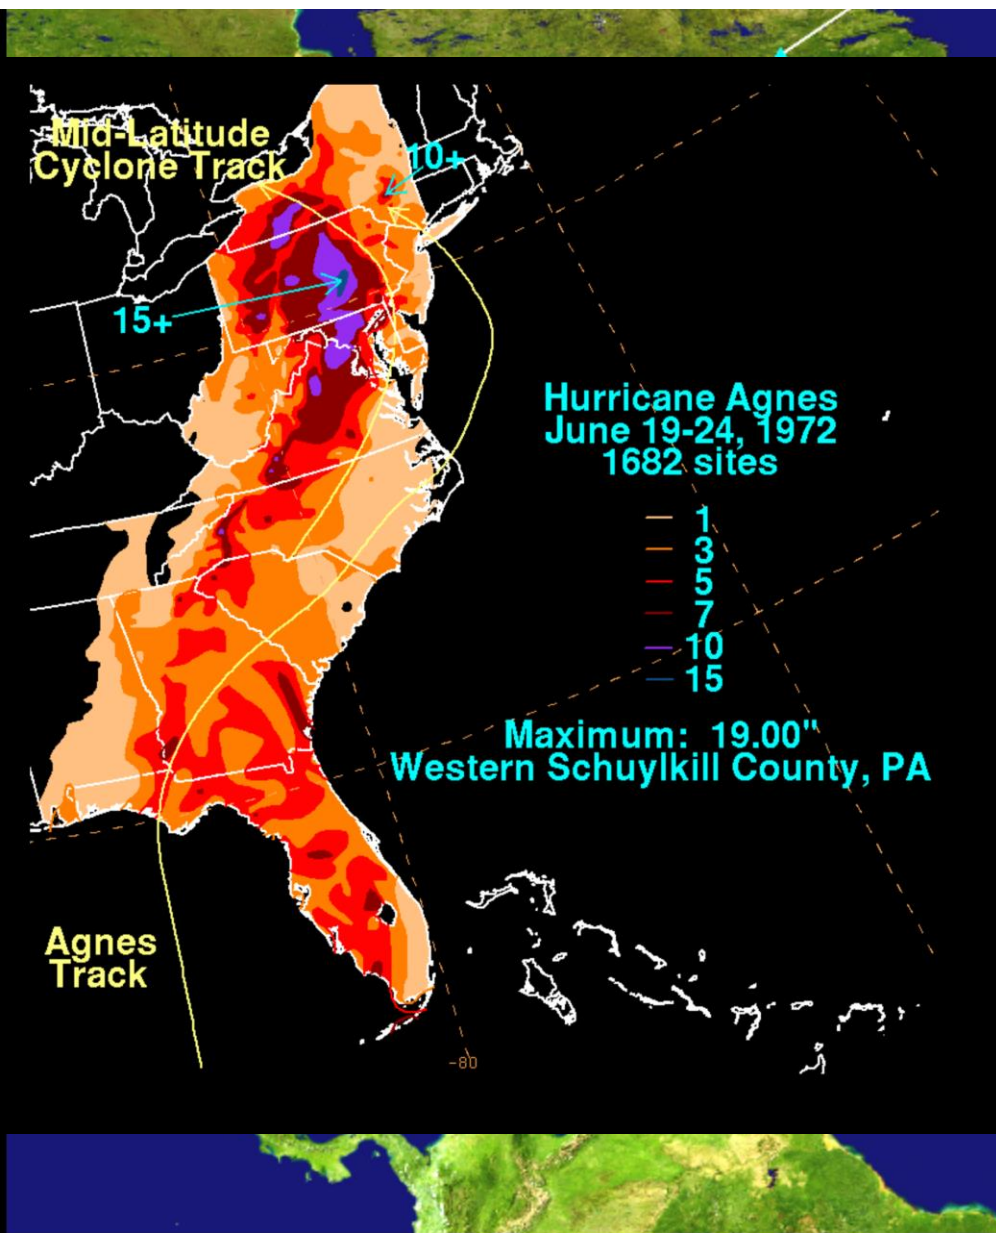 Mid-Latitude
Cyclone Track
10+
15+
Hurricane Agnes
June 19-24, 1972
1682 sites
1
3
5
7
10
15
Maximum: 19.00"
Western Schuylkill County, PA
Agnes
Track
-80